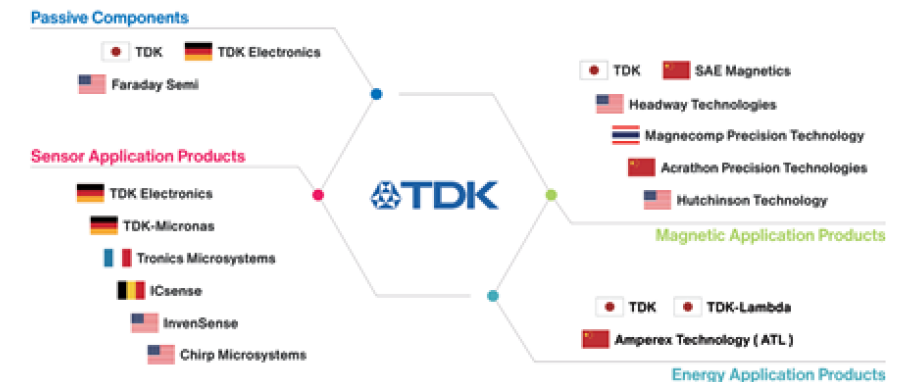 Passive Components
TDK TDK Electronics
Faraday Semi
Sensor Application Products
TDK Electronics
TDK-Micronas
Tronics Microsystems
ICsense
InvenSense
Chirp Microsystems
TDK
TDK SAE Magnetics
Headway Technologies
Magnecomp Precision Technology
Acrathon Precision Technologies
Hutchinson Technology
Magnetic Application Products
TDK TDK-Lambda
Amperex Technology ( ATL )
Energy Application Products